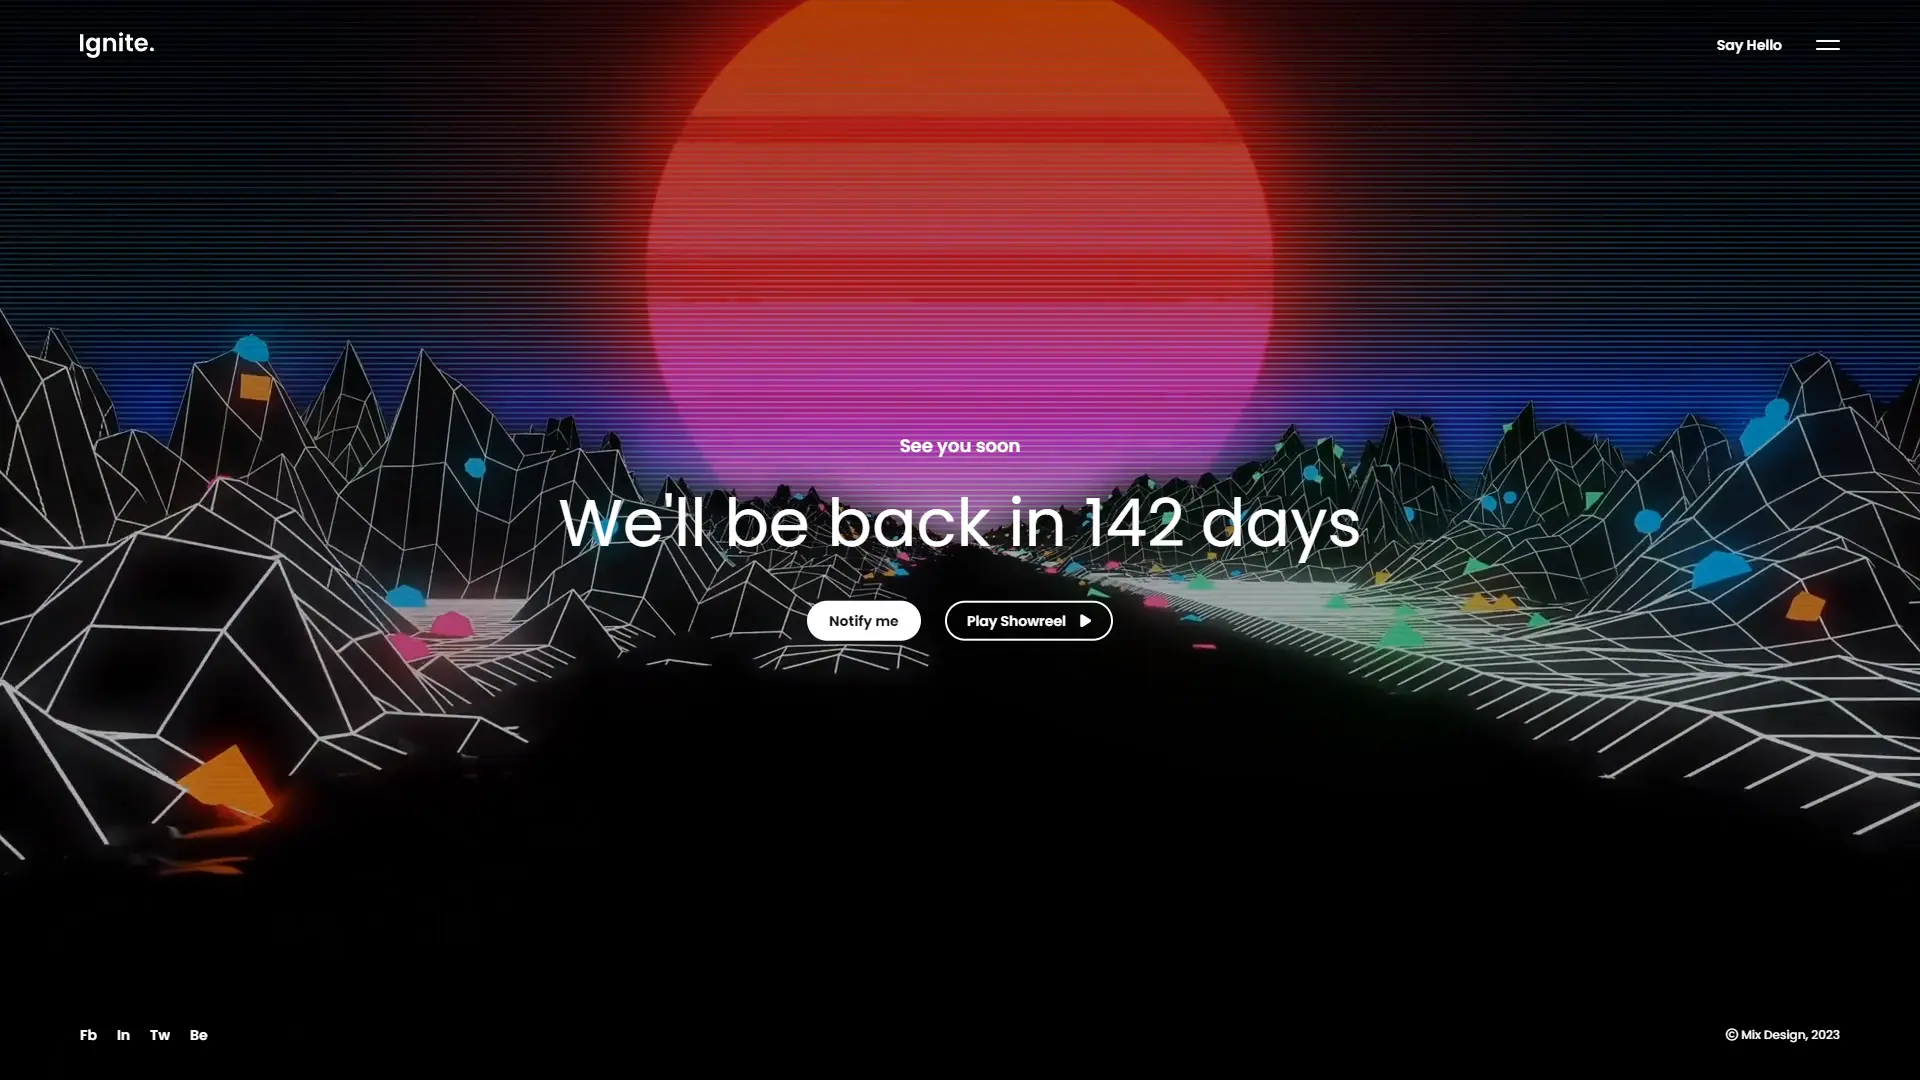 Ignite.
Say Hello
See you soon
We'll be back in 142 days
Notify me
Play Showreel
Fb In Tw Be
© Mix Design, 2023